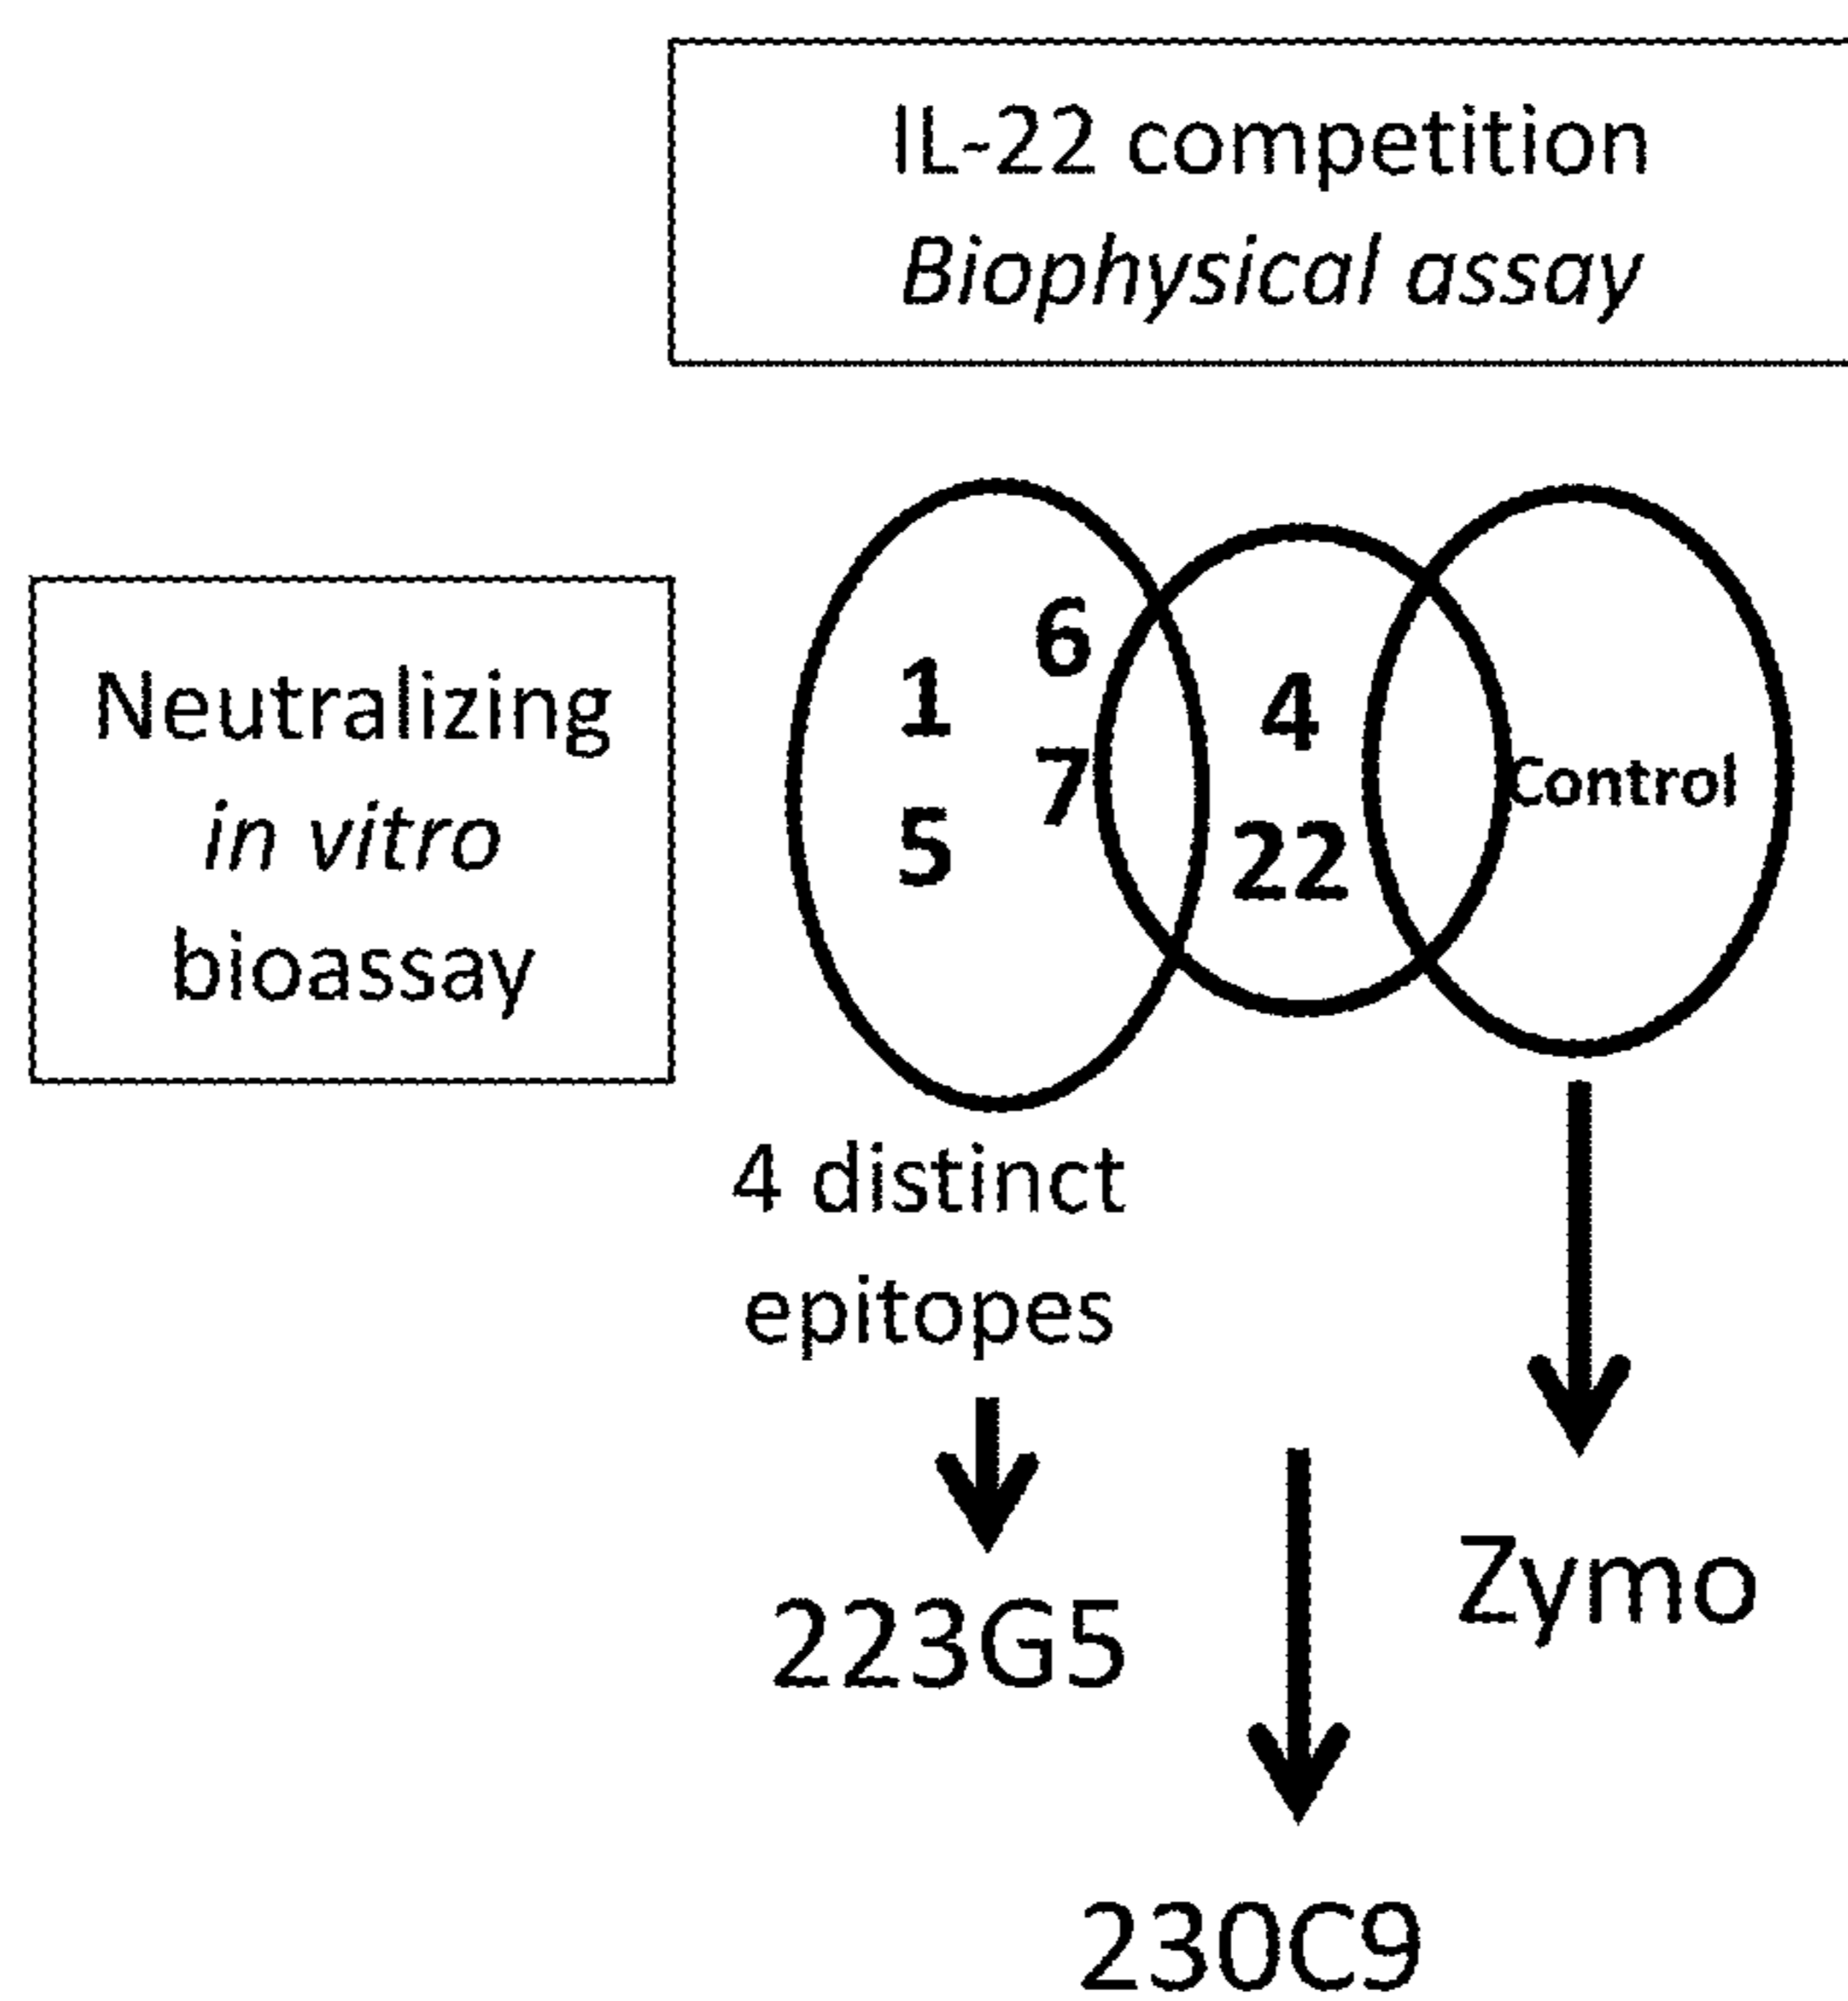 IL-22 competition
Biophysical assay
Neutralizing
in vitro
bioassay
6
1
7
5
4
22
Control
4 distinct
epitopes
223G5
Zymo
230C9